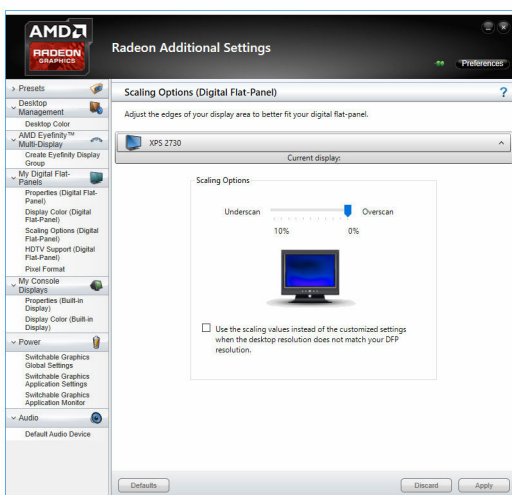 AMD
RADEON
GRAPHICS
Radeon Additional Settings
Preferences
Presets
Desktop
Management
Desktop Color
AMD Eyefinity™
Multi-Display
Create Eyefinity Display
Group
My Digital Flat-
Panels
Properties (Digital Flat-
Panel)
Display Color (Digital
Flat-Panel)
Scaling Options (Digital
Flat-Panel)
HDTV Support (Digital
Flat-Panel)
Pixel Format
My Console
Displays
Properties (Built-in
Display)
Display Color (Built-in
Display)
Power
Switchable Graphics
Global Settings
Switchable Graphics
Application Settings
Switchable Graphics
Application Monitor
Audio
Default Audio Device
Scaling Options (Digital Flat-Panel)
?
Adjust the edges of your display area to better fit your digital flat-panel.
XPS 2730
Current display:
Scaling Options
Underscan Overscan
10% 0%
Use the scaling values instead of the customized settings
when the desktop resolution does not match your DFP
resolution.
Defaults Discard Apply